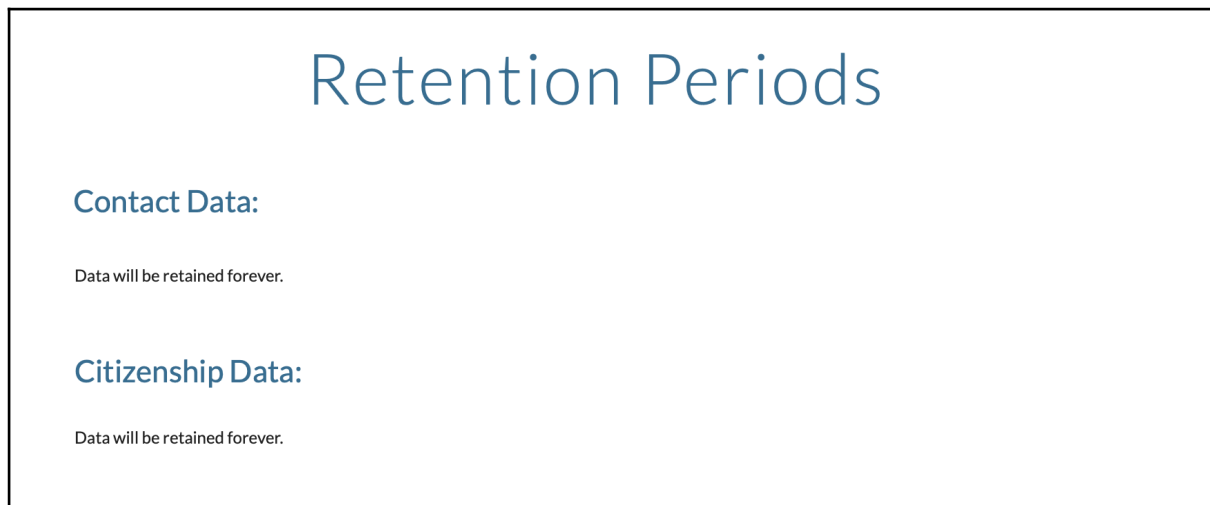 Retention Periods
Contact Data:
Data will be retained forever.
Citizenship Data:
Data will be retained forever.